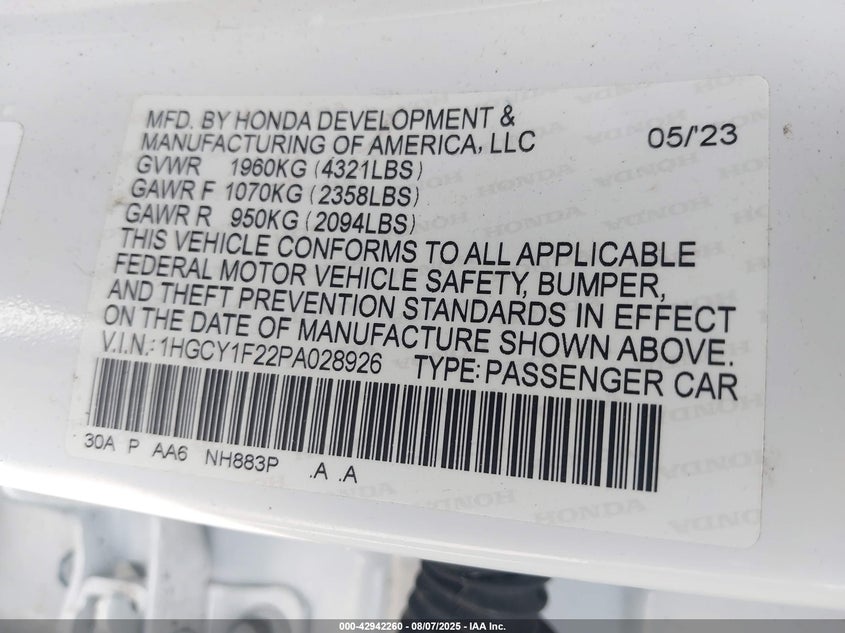 MFD. BY HONDA DEVELOPMENT &
MANUFACTURING OF AMERICA, LLC 05/'23
GVWR 1960KG (4321LBS)
GAWR F 1070KG (2358LBS)
GAWR R 950KG (2094LBS)
THIS VEHICLE CONFORMS TO ALL APPLICABLE
FEDERAL MOTOR VEHICLE SAFETY, BUMPER,
AND THEFT PREVENTION STANDARDS IN EFFECT
ON THE DATE OF MANUFACTURE SHOWN ABOVE.
V.I.N.: 1HGCY1F22PA028926 TYPE: PASSENGER CAR
30A P AA6 NH883P .A .A
HONDA
000-42942260 - 08/07/2025 - IAA Inc.